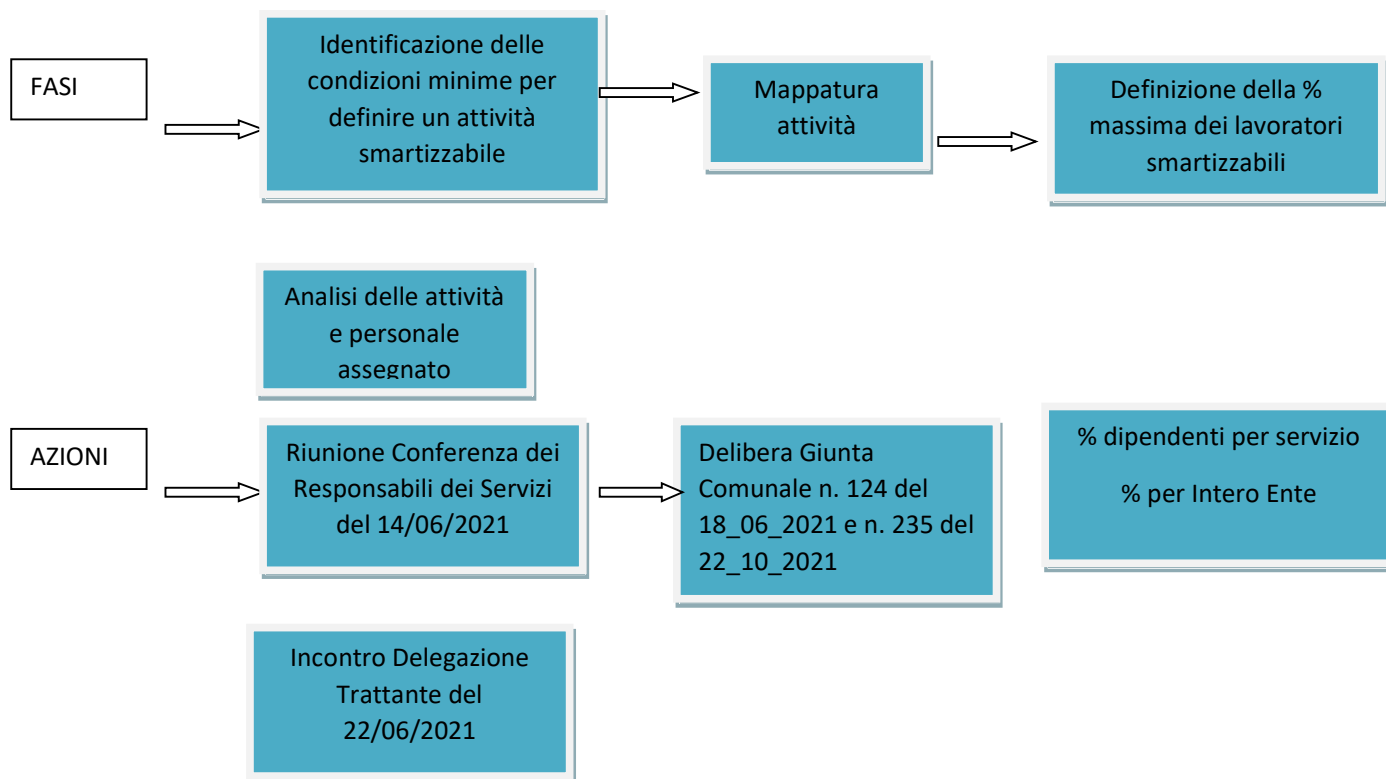 FASI
Identificazione delle
condizioni minime per
definire un attività
smartizzabile
Mappatura
attività
Definizione della %
massima dei lavoratori
smartizzabili
Analisi delle attività
e personale
assegnato
AZIONI
Riunione Conferenza dei
Responsabili dei Servizi
del 14/06/2021
Delibera Giunta
Comunale n. 124 del
18_06_2021 e n. 235 del
22_10_2021
% dipendenti per servizio
% per Intero Ente
Incontro Delegazione
Trattante del
22/06/2021